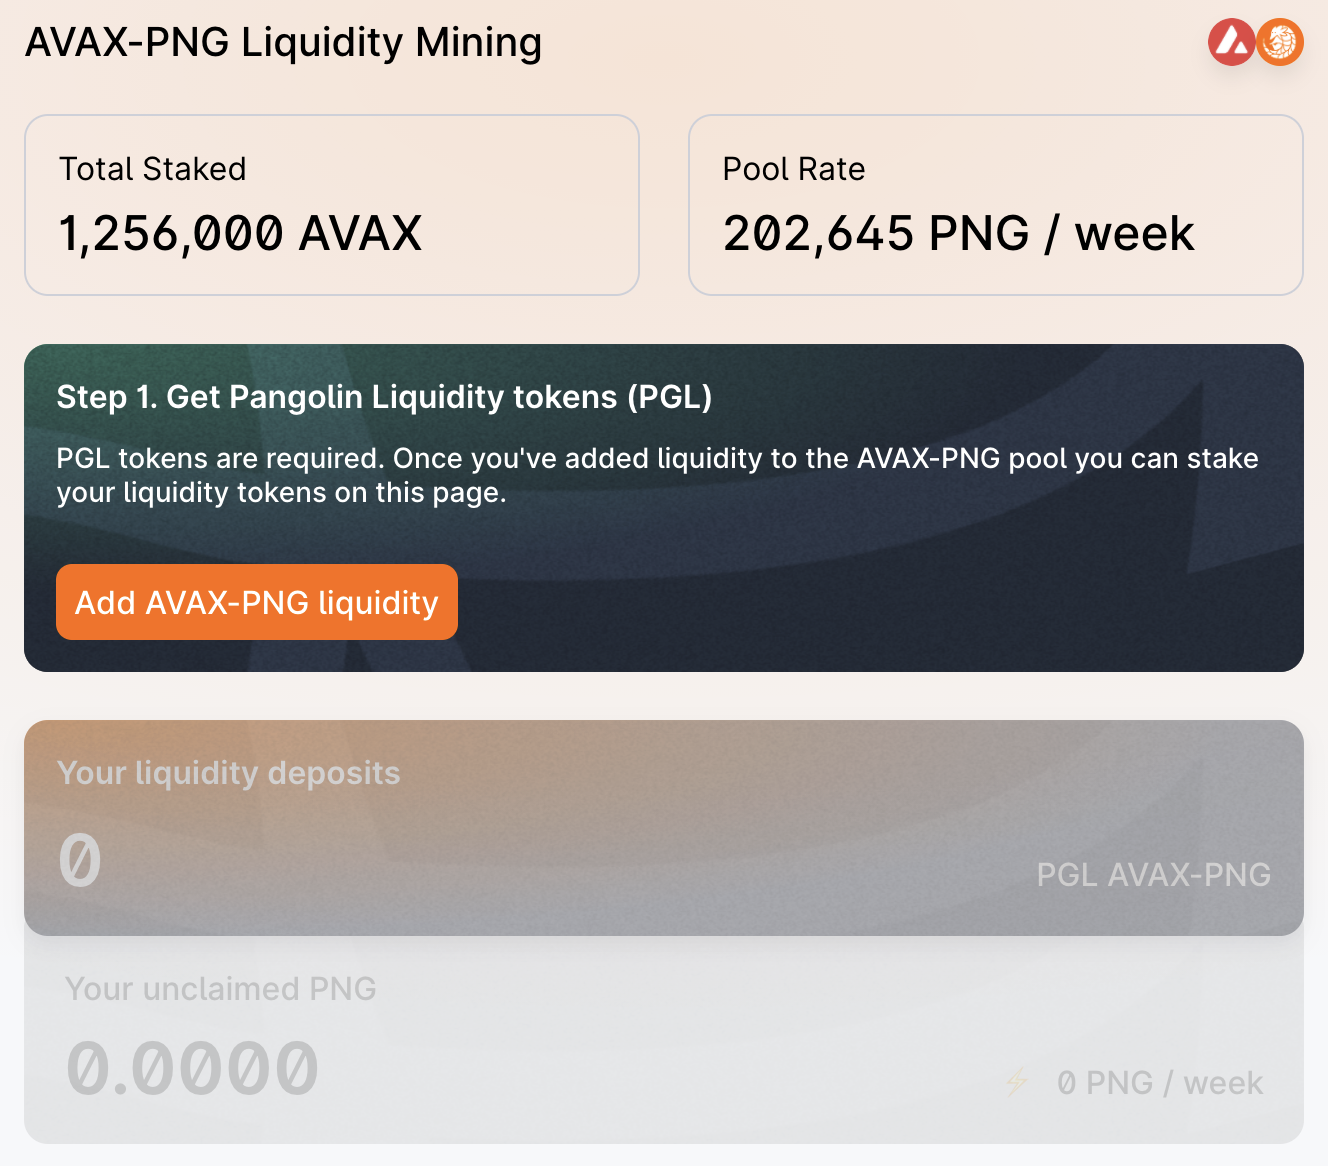 AVAX-PNG Liquidity Mining
Total Staked
1,256,000 AVAX
Pool Rate
202,645 PNG / week
Step 1. Get Pangolin Liquidity tokens (PGL)
PGL tokens are required. Once you've added liquidity to the AVAX-PNG pool you can stake
your liquidity tokens on this page.
Add AVAX-PNG liquidity
Your liquidity deposits
0
PGL AVAX-PNG
Your unclaimed PNG
0.0000
⚡ 0 PNG / week